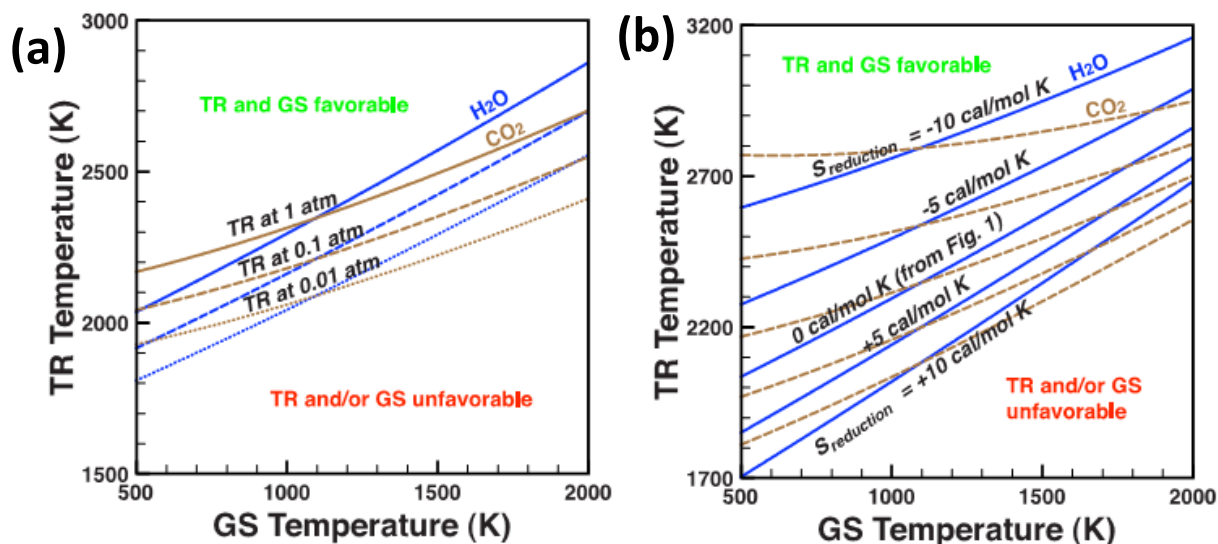 (a)
3000
2500
2000
1500
TR Temperature (K)
TR and GS favorable
H₂O
CO₂
TR at 1 atm
TR at 0.1 atm
TR at 0.01 atm
TR and/or GS unfavorable
500
1000
1500
2000
GS Temperature (K)
(b)
3200
2700
2200
1700
TR Temperature (K)
TR and GS favorable
H₂O
CO₂
Sreduction = -10 cal/mol K
-5 cal/mol K
0 cal/mol K (from Fig. 1)
+5 cal/mol K
Sreduction = +10 cal/mol K
TR and/or GS
unfavorable
500
1000
1500
2000
GS Temperature (K)